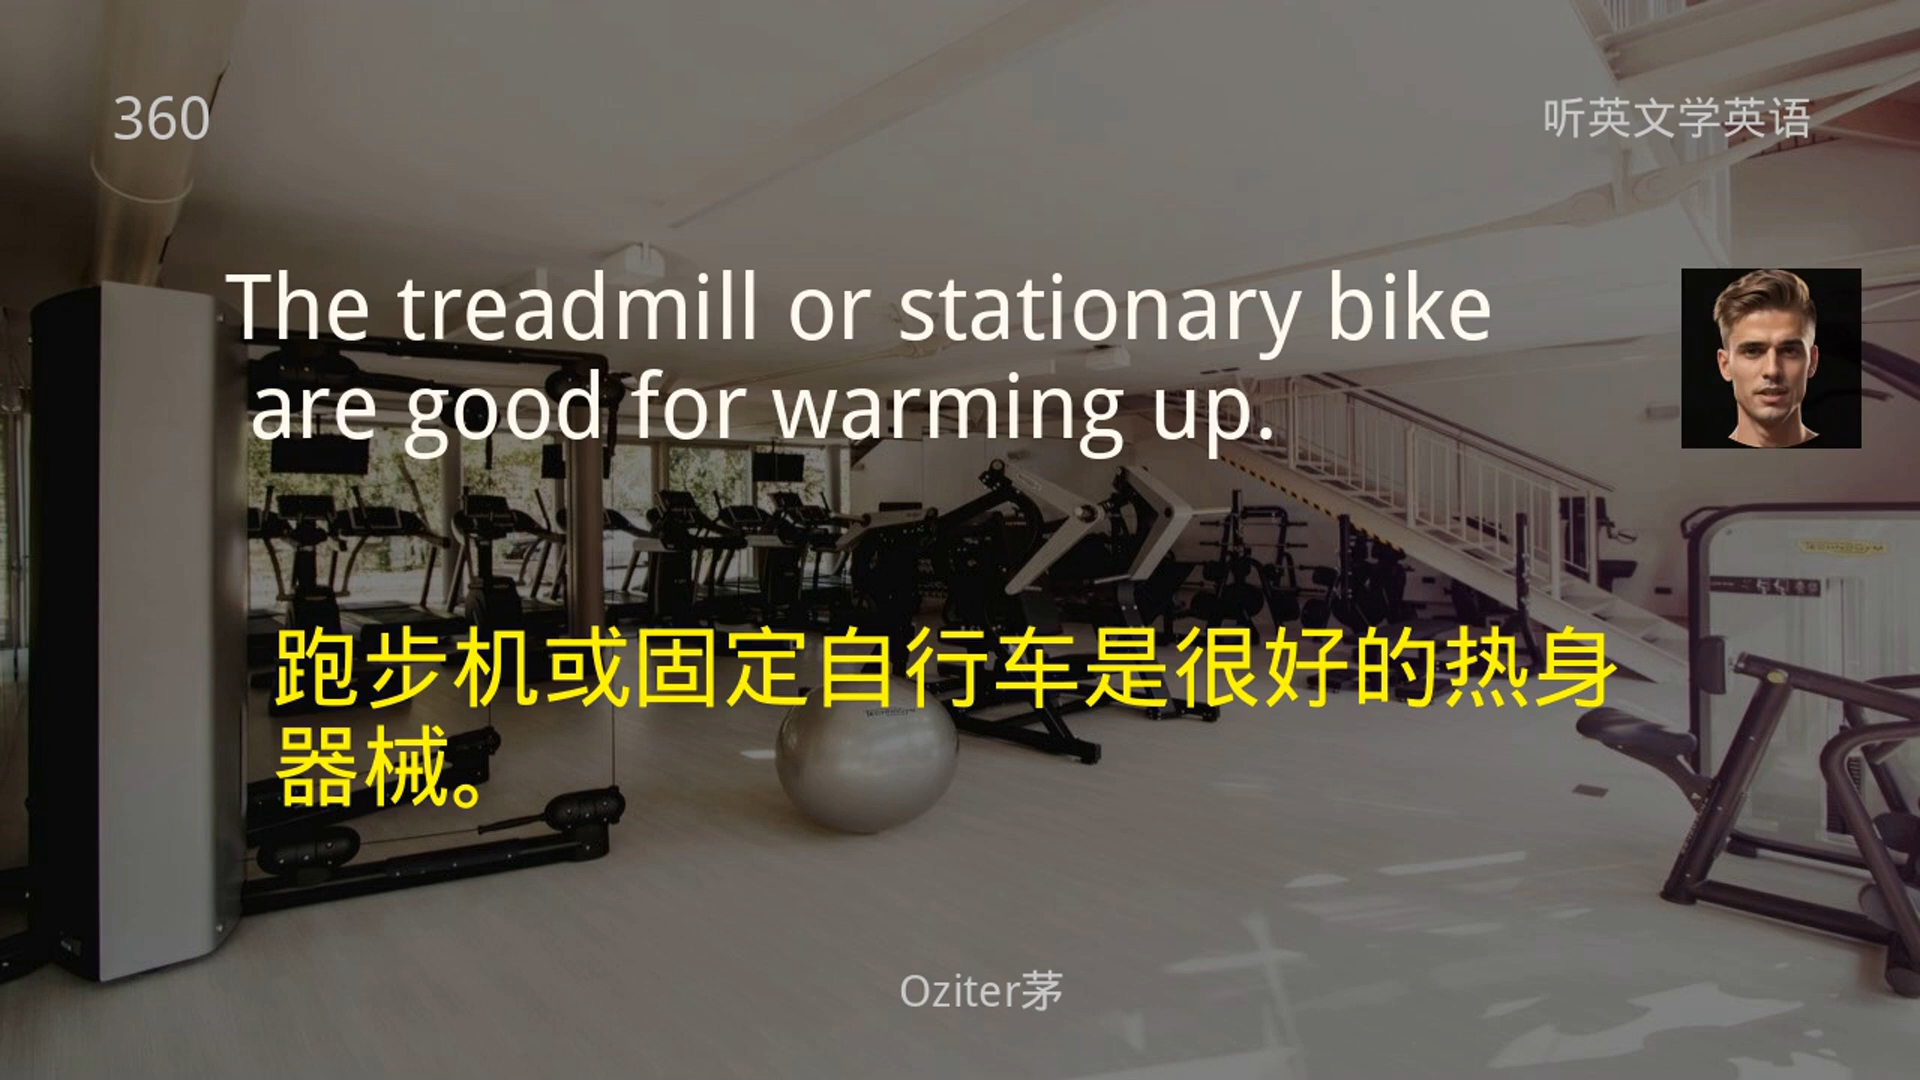 360
听英文学英语
The treadmill or stationary bike
are good for warming up.
跑步机或固定自行车是很好的热身
器械。
TECHNOGYM
Oziter茅